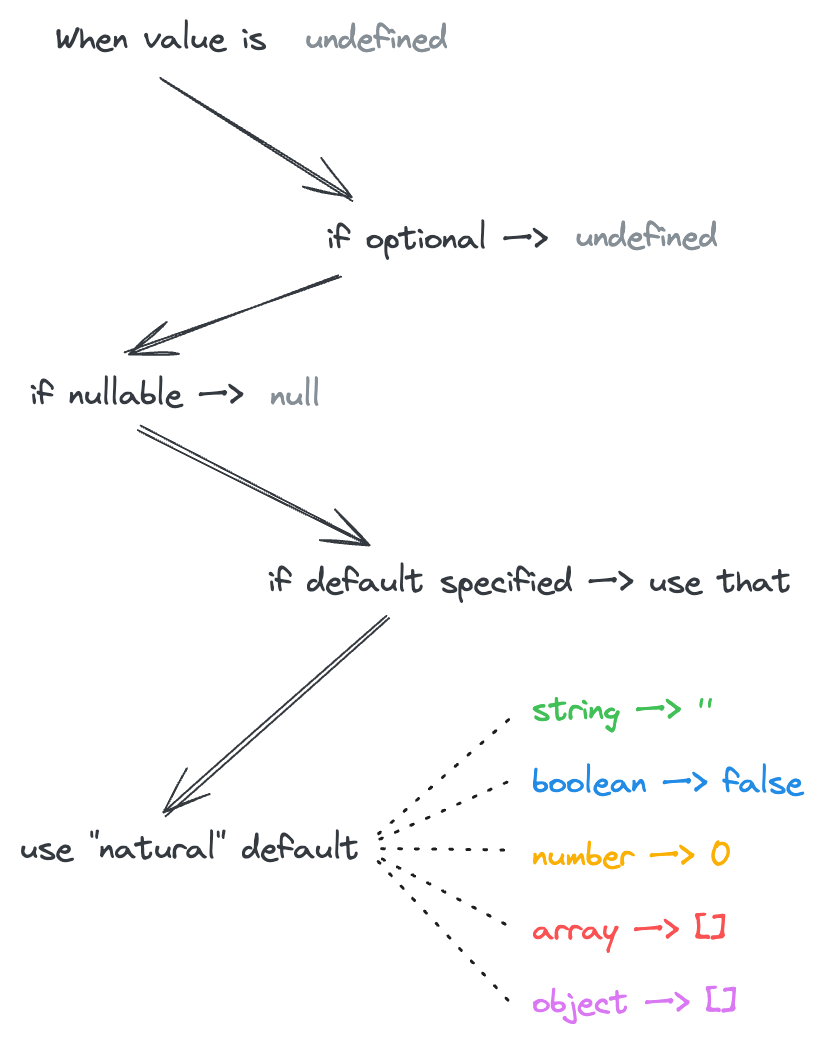 When value is undefined
if optional —> undefined
if nullable —> null
if default specified —> use that
use "natural" default
string —> ''
boolean —> false
number —> 0
array —> []
object —> []